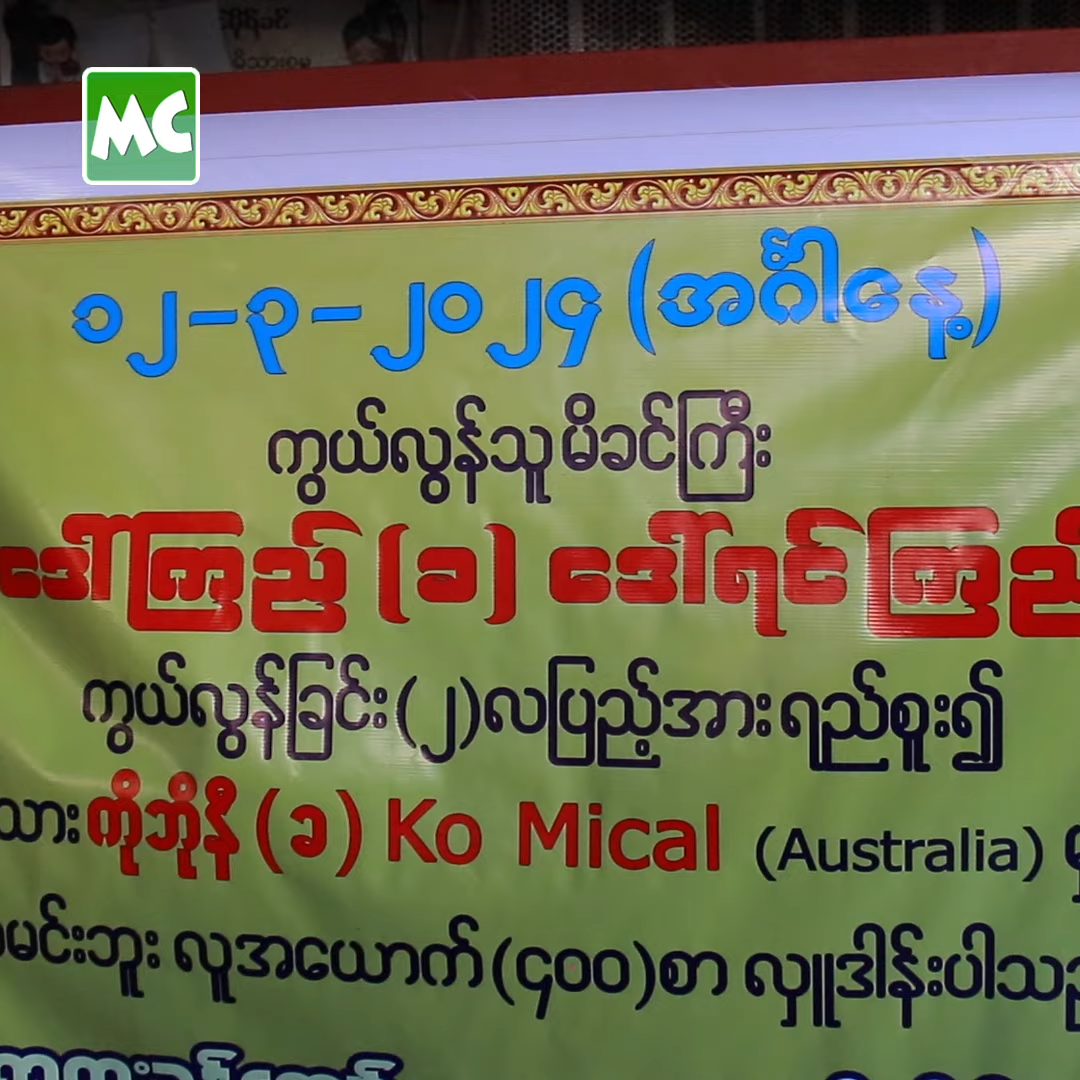 MC
၁၂-၃-၂၀၂၄ (အင်္ဂါနေ့)
ကွယ်လွန်သူမိခင်ကြီး
ဒေါ်ကြည် (ခ) ဒေါ်ရင်ကြည်
ကွယ်လွန်ခြင်း (၂) လပြည့်အား ရည်စူး၍
သား ကိုဘိုနီ (ခ) Ko Mical (Australia)
ဘူး လူအယောက် (၄၀၀) စာ လှူဒါန်းပါသည်